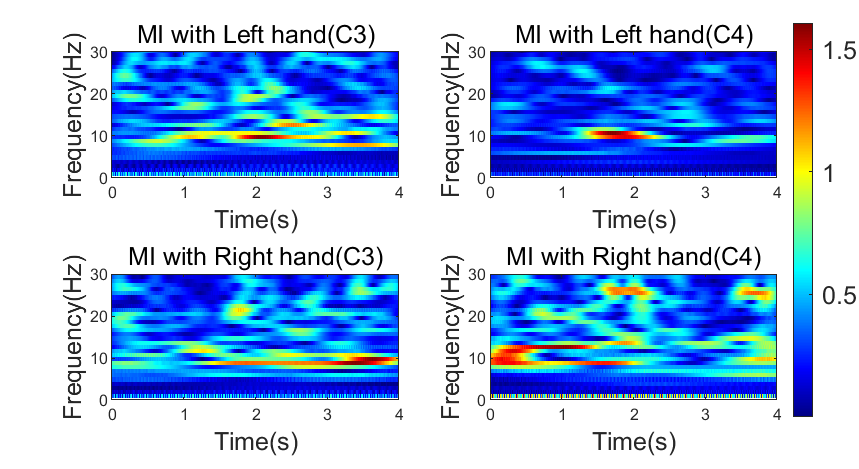 MI with Left hand(C3)
Frequency(Hz)
30
20
10
0
0 1 2 3 4
Time(s)
MI with Left hand(C4)
Frequency(Hz)
30
20
10
0
0 1 2 3 4
Time(s)
MI with Right hand(C3)
Frequency(Hz)
30
20
10
0
0 1 2 3 4
Time(s)
MI with Right hand(C4)
Frequency(Hz)
30
20
10
0
0 1 2 3 4
Time(s)
1.5
1
0.5